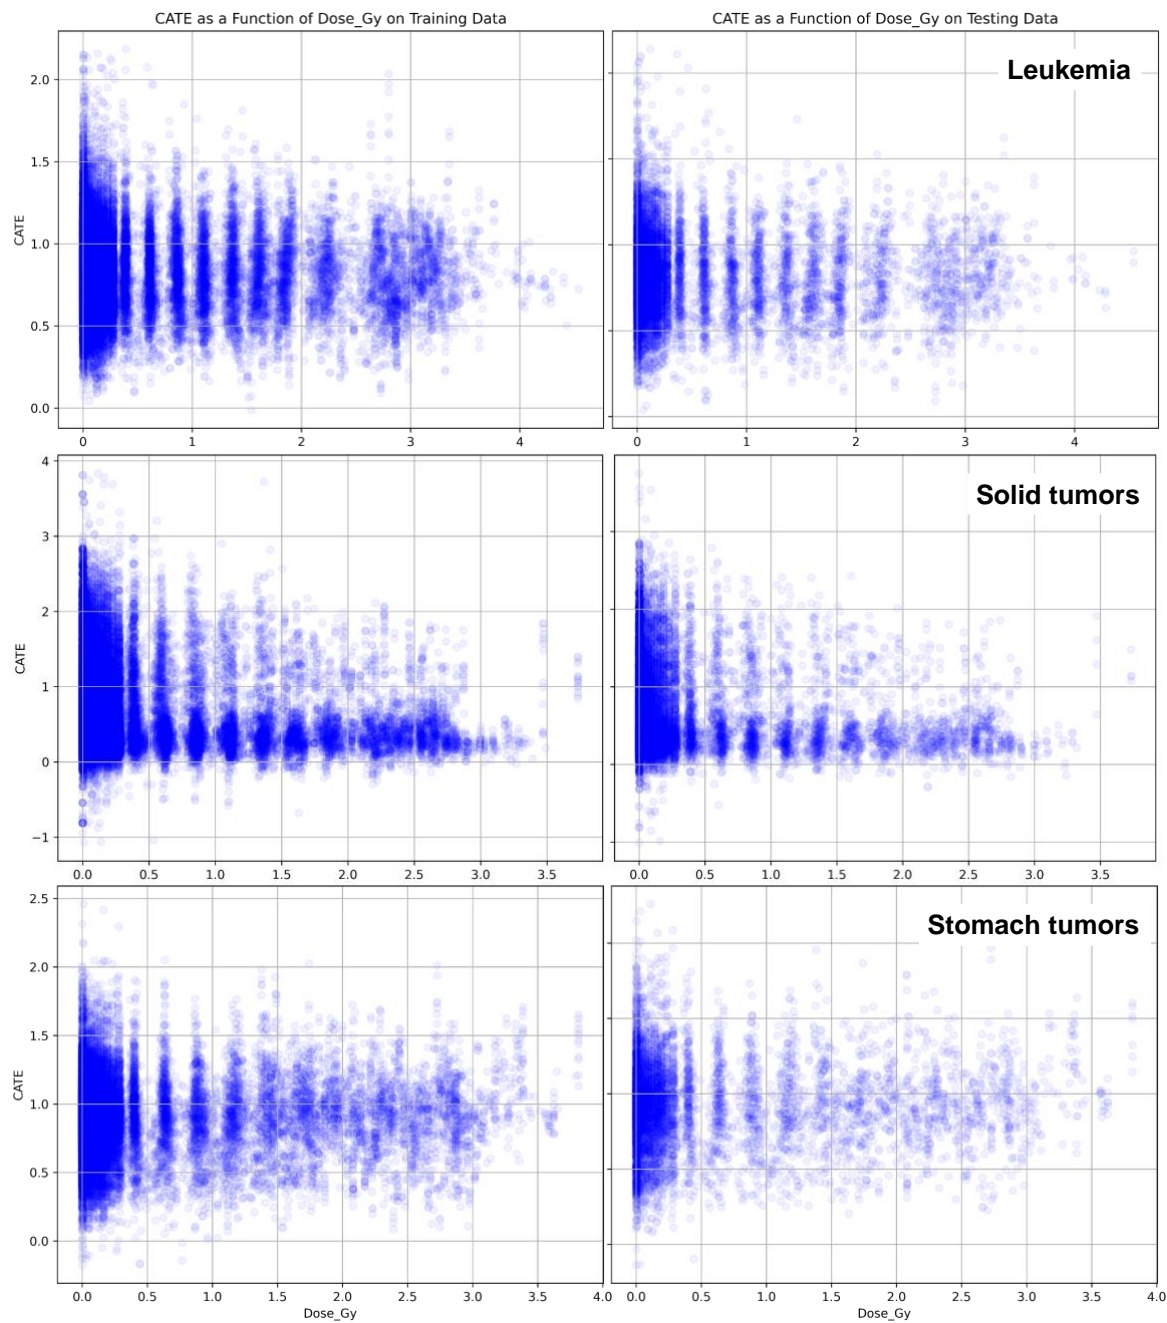 CATE as a Function of Dose_Gy on Training Data
CATE as a Function of Dose_Gy on Testing Data
Leukemia
CATE
2.0
1.5
1.0
0.5
0.0
0 1 2 3 4
0 1 2 3 4
Solid tumors
CATE
4
3
2
1
0
−1
0.0 0.5 1.0 1.5 2.0 2.5 3.0 3.5
0.0 0.5 1.0 1.5 2.0 2.5 3.0 3.5
Stomach tumors
CATE
2.5
2.0
1.5
1.0
0.5
0.0
0.0 0.5 1.0 1.5 2.0 2.5 3.0 3.5 4.0
0.0 0.5 1.0 1.5 2.0 2.5 3.0 3.5 4.0
Dose_Gy
Dose_Gy